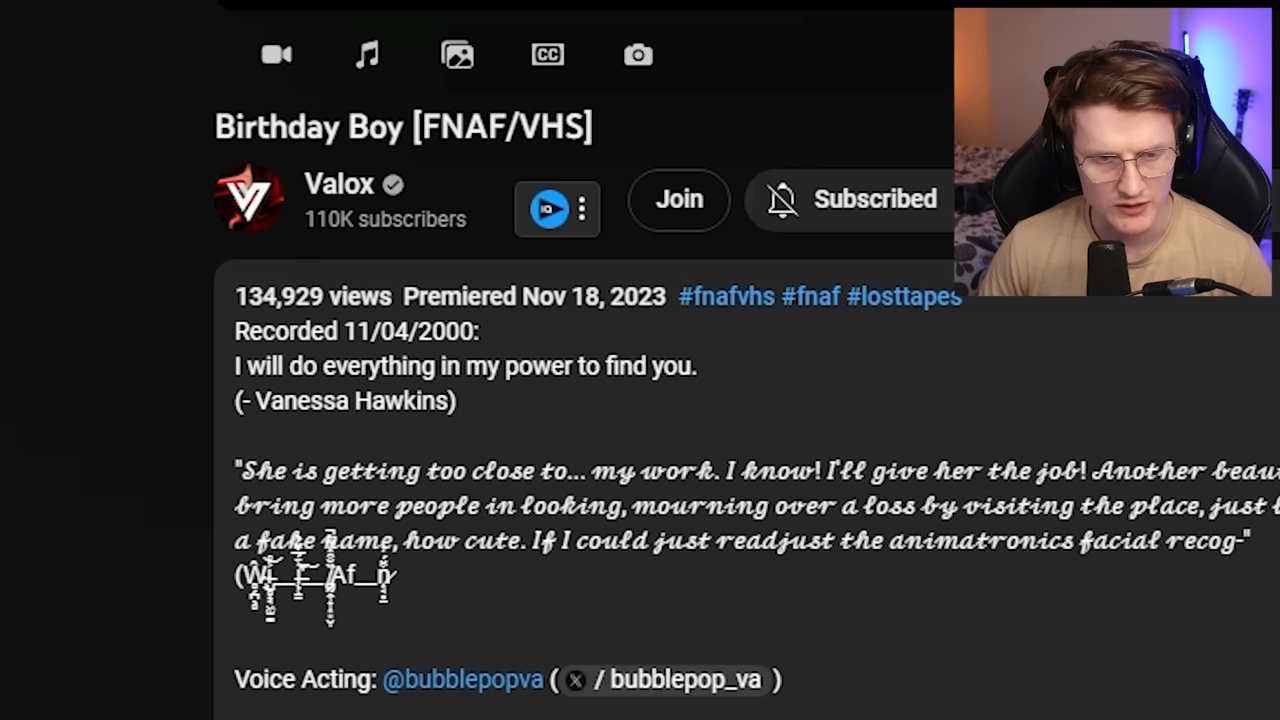 CC
Birthday Boy [FNAF/VHS]
Valox
110K subscribers
Join
Subscribed
134,929 views Premiered Nov 18, 2023 #fnafvhs #fnaf #losttapes
Recorded 11/04/2000:
I will do everything in my power to find you.
(- Vanessa Hawkins)
"She is getting too close to... my work. I know! I'll give her the job! Another
bring more people in looking, mourning over a loss by visiting the place, just
a fake name, how cute. If I could just readjust the animatronics facial recog-"
Voice Acting: @bubblepopva ( / bubblepop_va )